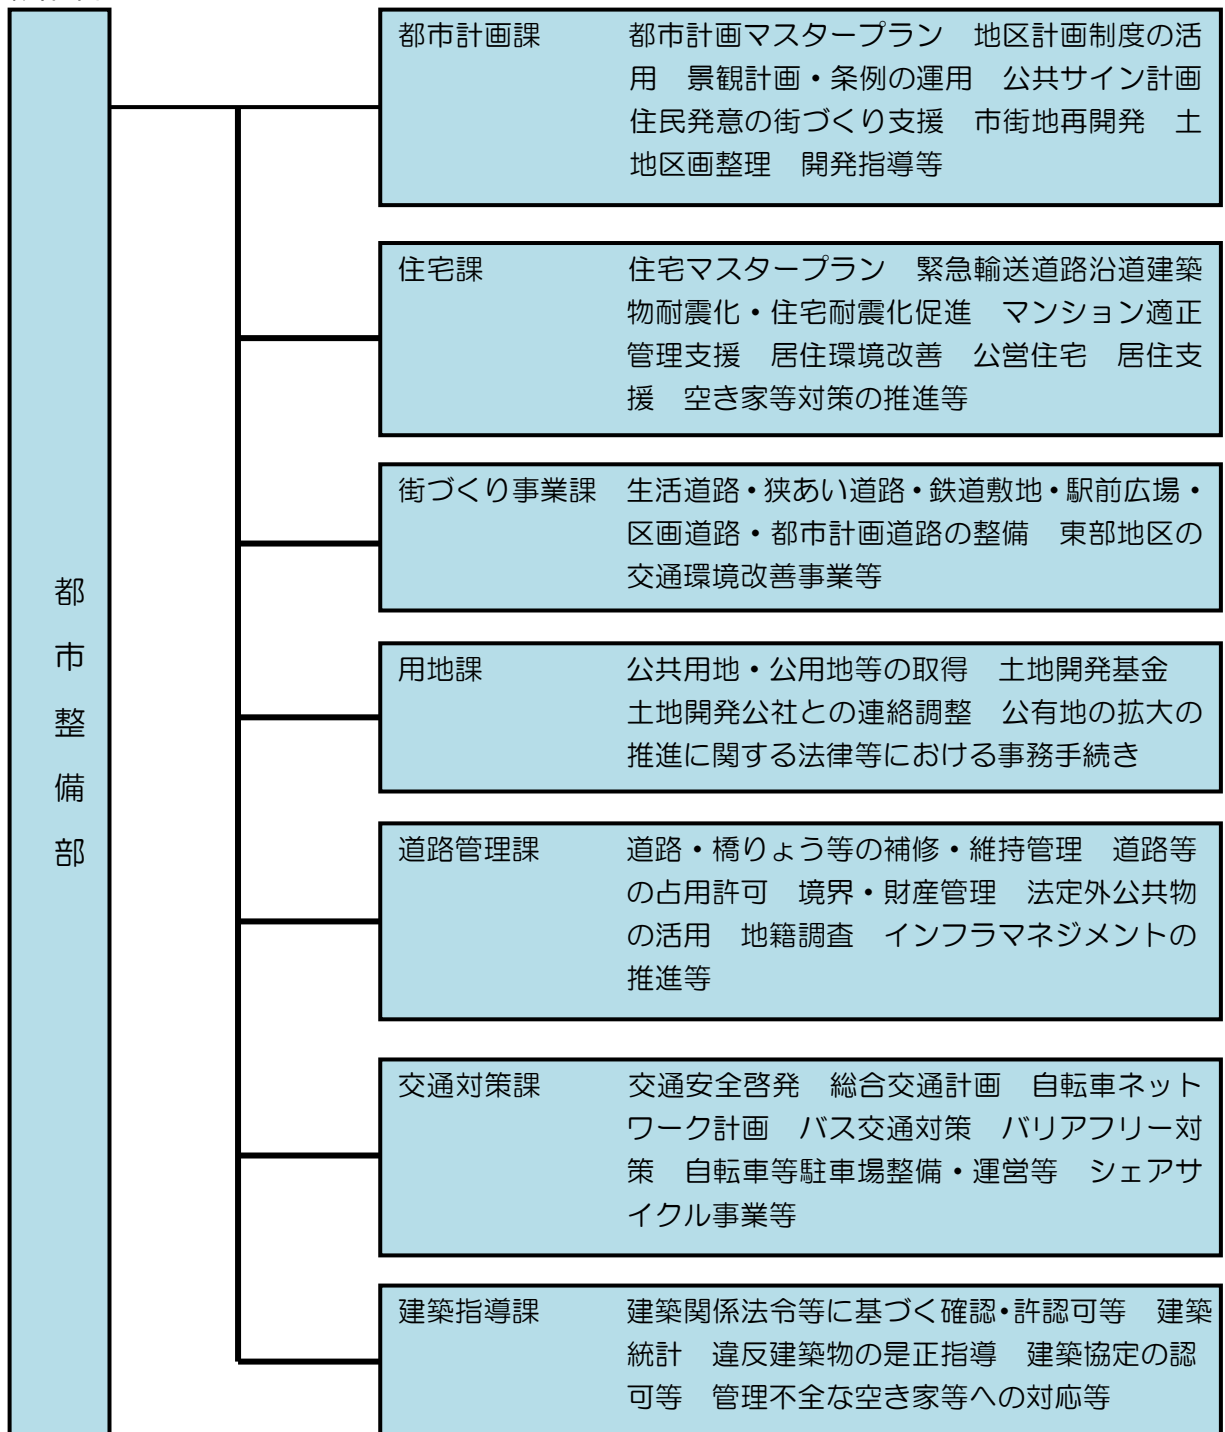 都市整備部
都市計画課　都市計画マスタープラン　地区計画制度の活
用　景観計画・条例の運用　公共サイン計画
住民発意の街づくり支援　市街地再開発　土
地区画整理　開発指導等
住宅課　住宅マスタープラン　緊急輸送道路沿道建築
物耐震化・住宅耐震化促進　マンション適正
管理支援　居住環境改善　公営住宅　居住支
援　空き家等対策の推進等
街づくり事業課　生活道路・狭あい道路・鉄道敷地・駅前広場・
区画道路・都市計画道路の整備　東部地区の
交通環境改善事業等
用地課　公共用地・公用地等の取得　土地開発基金
土地開発公社との連絡調整　公有地の拡大の
推進に関する法律等における事務手続き
道路管理課　道路・橋りょう等の補修・維持管理　道路等
の占用許可　境界・財産管理　法定外公共物
の活用　地籍調査　インフラマネジメントの
推進等
交通対策課　交通安全啓発　総合交通計画　自転車ネット
ワーク計画　バス交通対策　バリアフリー対
策　自転車等駐車場整備・運営等　シェアサ
イクル事業等
建築指導課　建築関係法令等に基づく確認・許認可等　建築
統計　違反建築物の是正指導　建築協定の認
可等　管理不全な空き家等への対応等